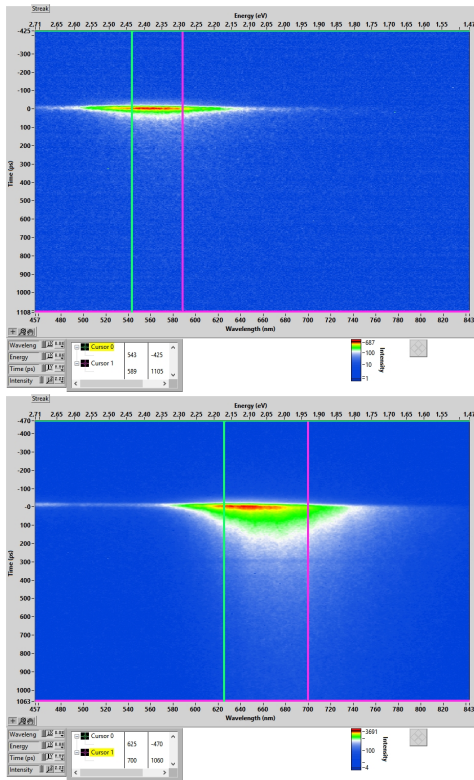 Streak
Energy (eV)
2.71 2.65 2.60 2.55 2.50 2.45 2.40 2.35 2.30 2.25 2.20 2.15 2.10 2.05 2.00 1.95 1.90 1.85 1.80 1.75 1.70 1.65 1.60 1.55 1.47
-425
-300
-200
-100
0
100
200
300
400
500
600
700
800
900
1000
1108
Time (ps)
457 480 500 520 540 560 580 600 620 640 660 680 700 720 740 760 780 800 820 843
Wavelength (nm)
Waveleng
Energy
Time (ps)
Intensity
Cursor 0 543 -425
Cursor 1 589 1105
687
100
10
1
Intensity
Streak
Energy (eV)
2.71 2.65 2.60 2.55 2.50 2.45 2.40 2.35 2.30 2.25 2.20 2.15 2.10 2.05 2.00 1.95 1.90 1.85 1.80 1.75 1.70 1.65 1.60 1.55 1.47
-470
-400
-300
-200
-100
-0
100
200
300
400
500
600
700
800
900
1063
Time (ps)
457 480 500 520 540 560 580 600 620 640 660 680 700 720 740 760 780 800 820 843
Wavelength (nm)
Waveleng
Energy
Time (ps)
Intensity
Cursor 0 625 -470
Cursor 1 700 1060
3691
100
4
Intensity